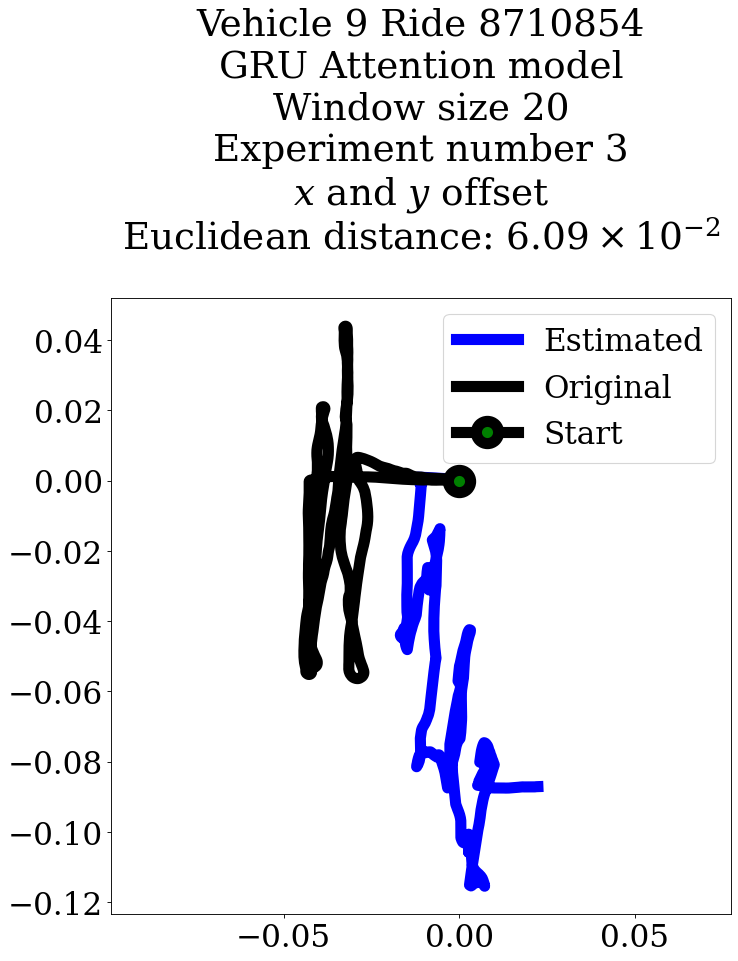 Vehicle 9 Ride 8710854
GRU Attention model
Window size 20
Experiment number 3
x and y offset
Euclidean distance: 6.09 × 10⁻²
Estimated
Original
Start
0.04
0.02
0.00
−0.02
−0.04
−0.06
−0.08
−0.10
−0.12
−0.05 0.00 0.05